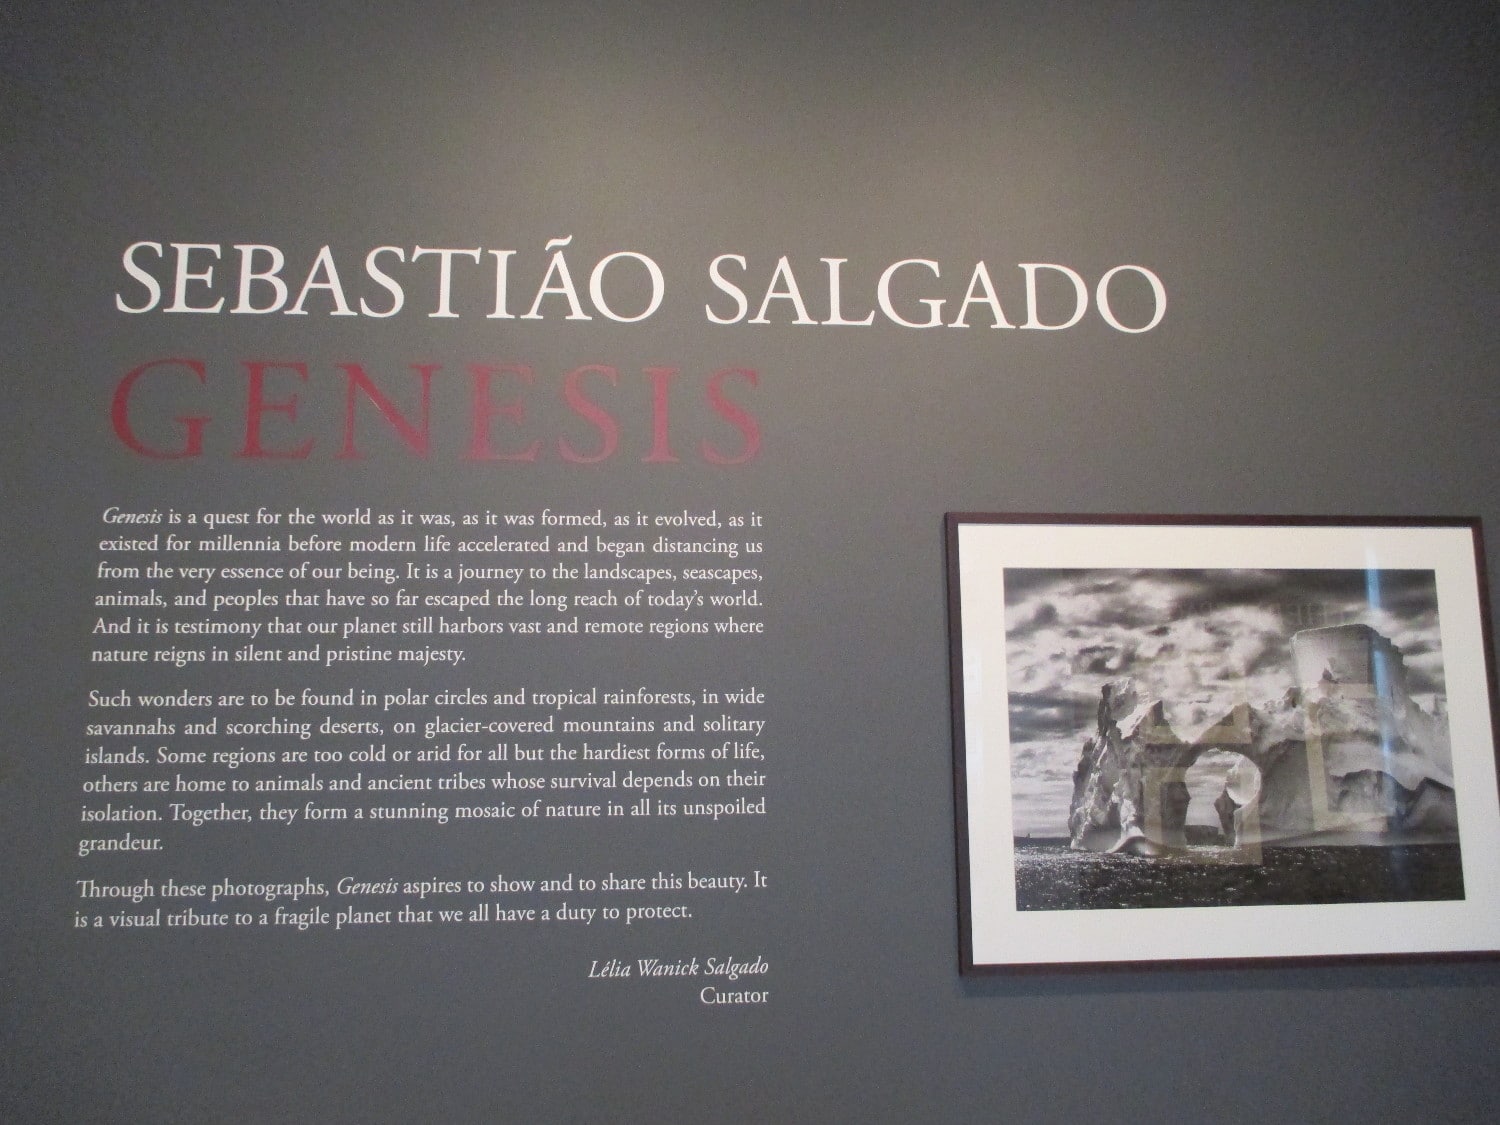 SEBASTIÃO SALGADO
GENESIS
Genesis is a quest for the world as it was, as it was formed, as it evolved, as it
existed for millennia before modern life accelerated and began distancing us
from the very essence of our being. It is a journey to the landscapes, seascapes,
animals, and peoples that have so far escaped the long reach of today's world.
And it is testimony that our planet still harbors vast and remote regions where
nature reigns in silent and pristine majesty.
Such wonders are to be found in polar circles and tropical rainforests, in wide
savannahs and scorching deserts, on glacier-covered mountains and solitary
islands. Some regions are too cold or arid for all but the hardiest forms of life,
others are home to animals and ancient tribes whose survival depends on their
isolation. Together, they form a stunning mosaic of nature in all its unspoiled
grandeur.
Through these photographs, Genesis aspires to show and to share this beauty. It
is a visual tribute to a fragile planet that we all have a duty to protect.
Lélia Wanick Salgado
Curator